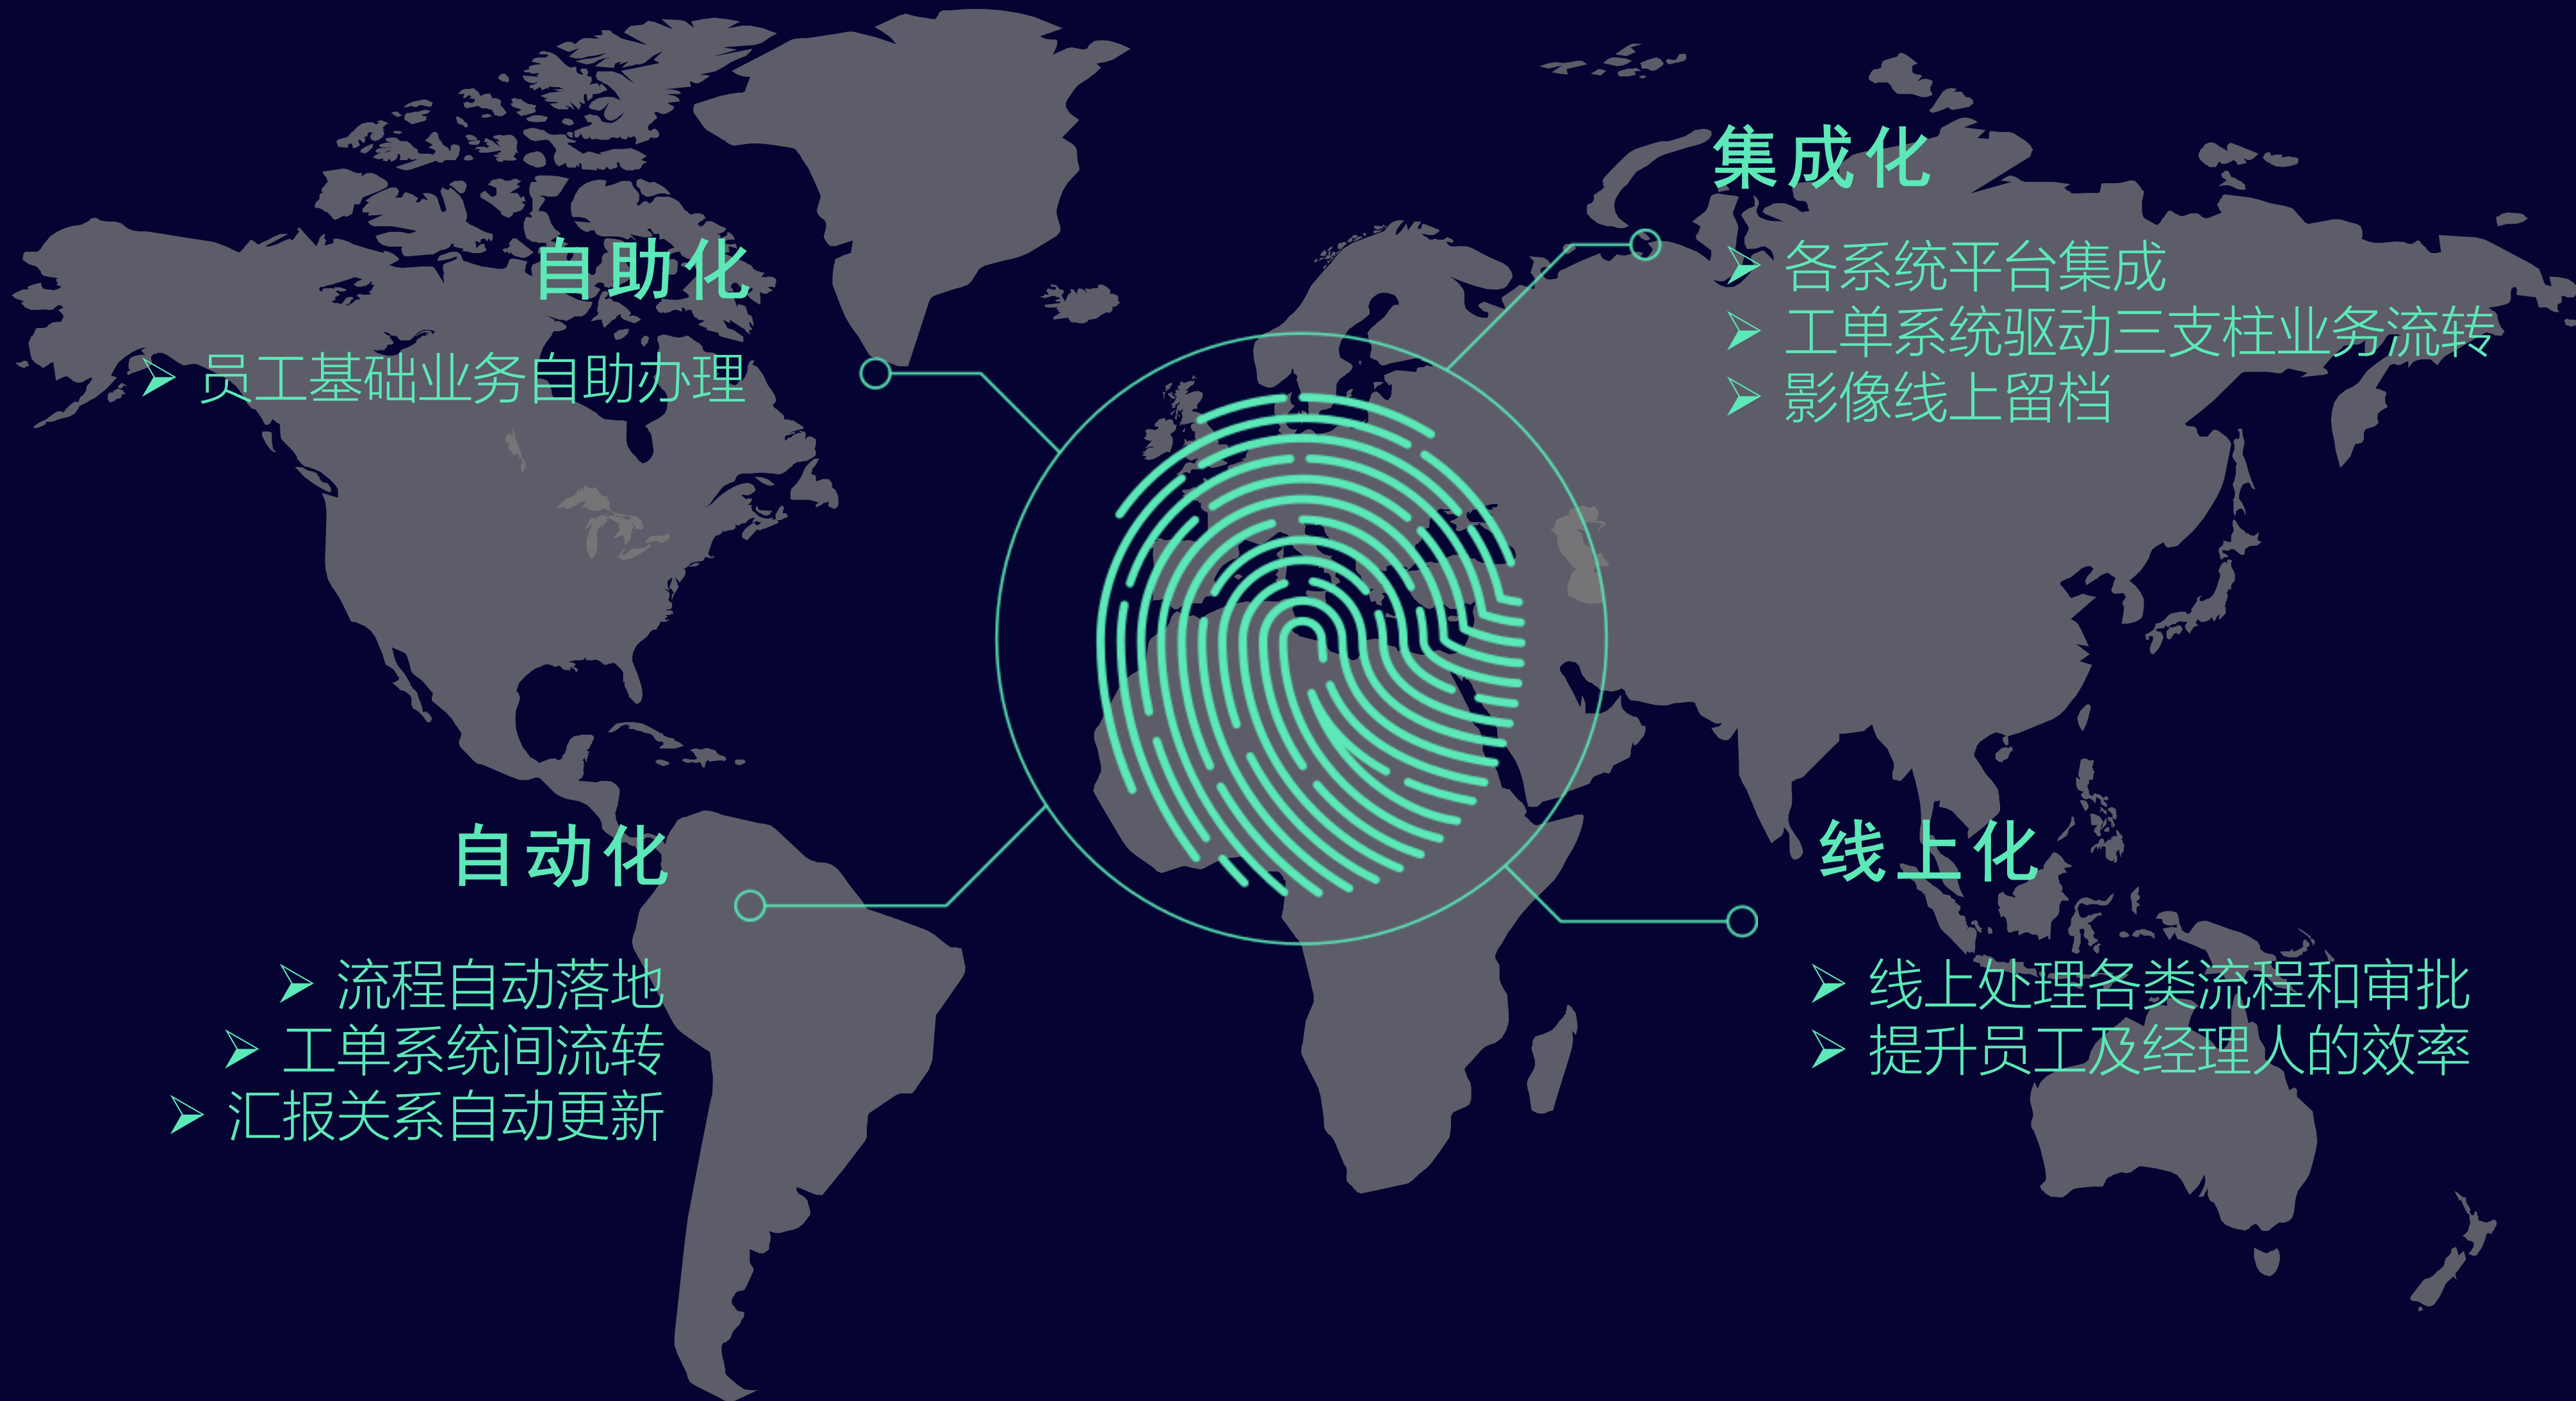 自助化
➢ 员工基础业务自助办理
集成化
➢ 各系统平台集成
➢ 工单系统驱动三支柱业务流转
➢ 影像线上留档
自动化
➢ 流程自动落地
➢ 工单系统间流转
➢ 汇报关系自动更新
线上化
➢ 线上处理各类流程和审批
➢ 提升员工及经理人的效率